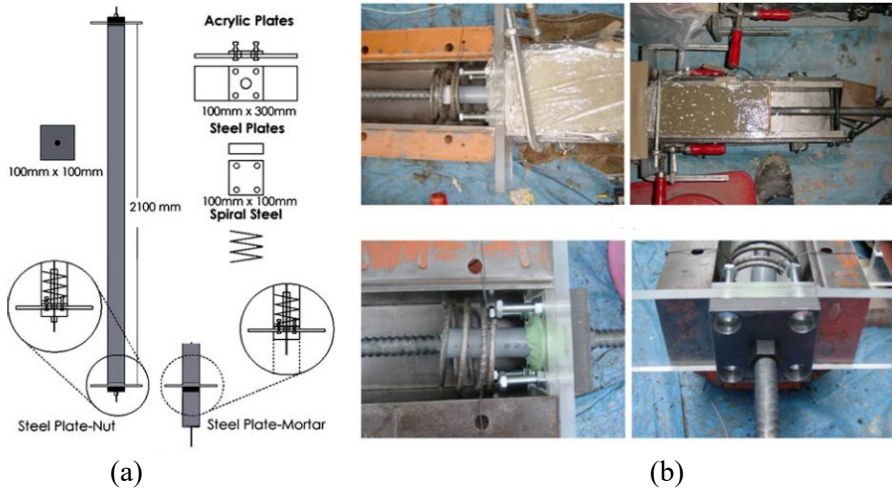 Acrylic Plates
100mm x 300mm
Steel Plates
100mm x 100mm
100mm x 100mm
Spiral Steel
2100 mm
Steel Plate-Nut
Steel Plate-Mortar
(a)
(b)